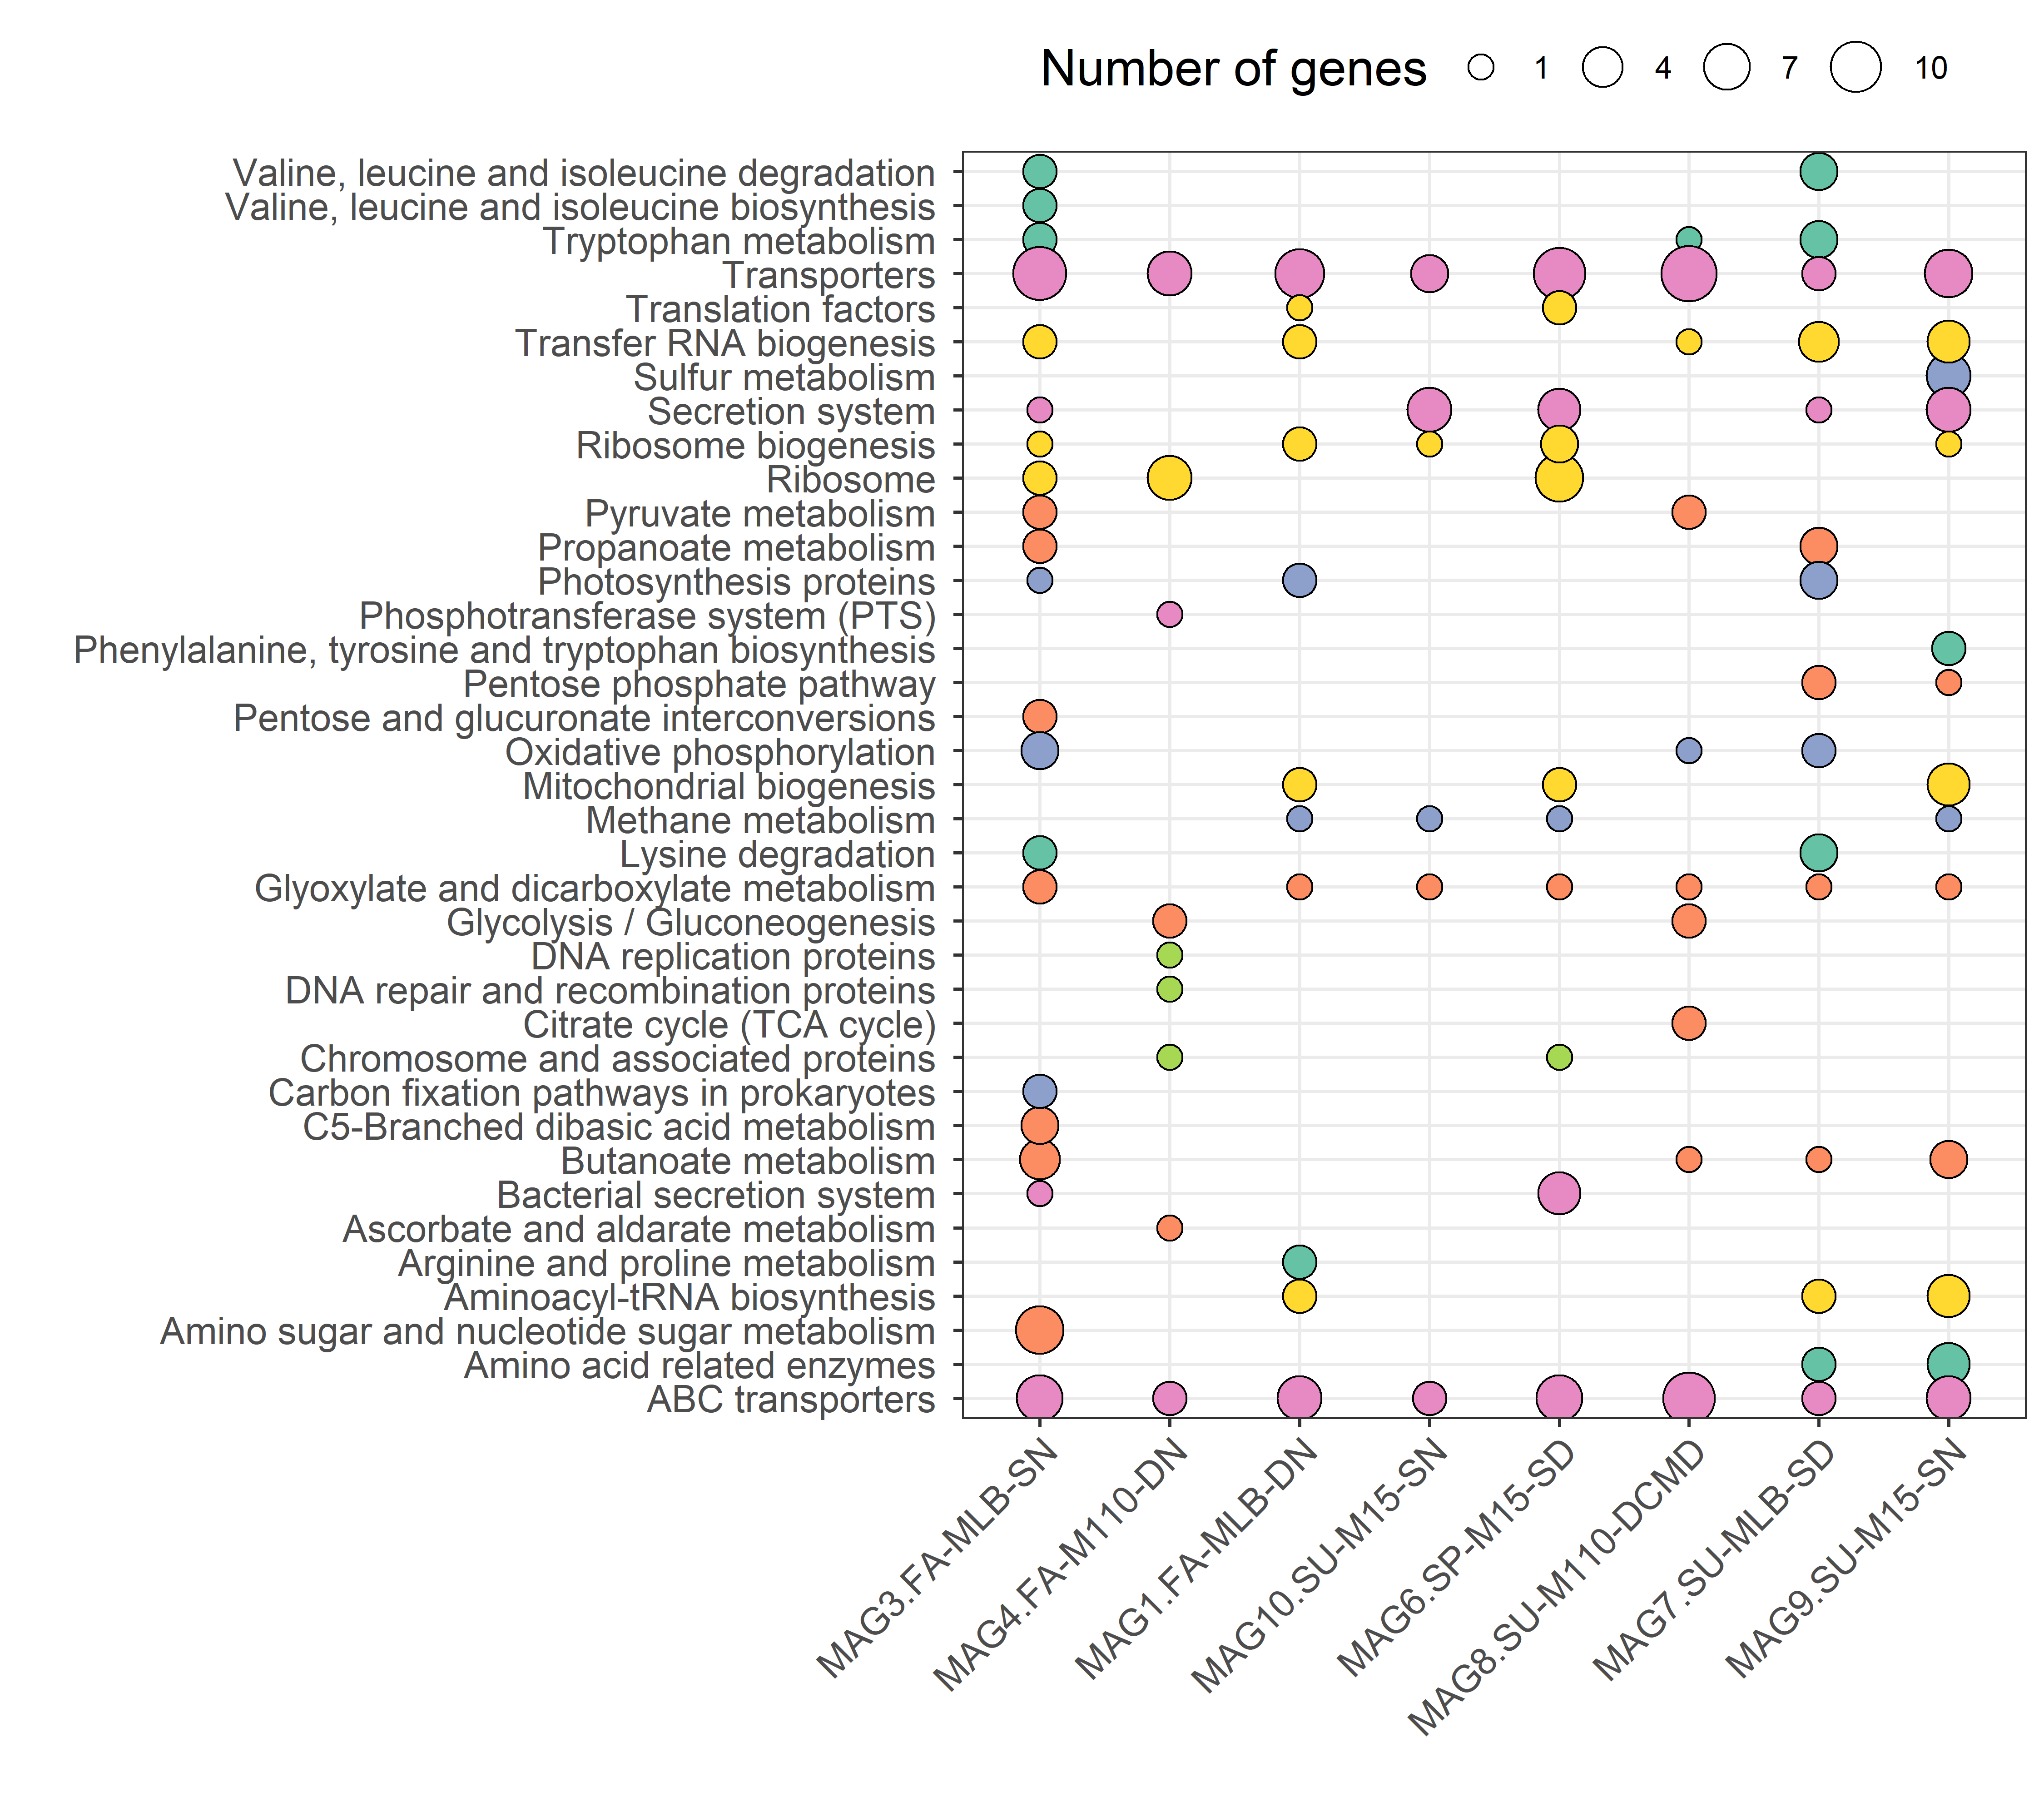 Number of genes 1 4 7 10
Valine, leucine and isoleucine degradation
Valine, leucine and isoleucine biosynthesis
Tryptophan metabolism
Transporters
Translation factors
Transfer RNA biogenesis
Sulfur metabolism
Secretion system
Ribosome biogenesis
Ribosome
Pyruvate metabolism
Propanoate metabolism
Photosynthesis proteins
Phosphotransferase system (PTS)
Phenylalanine, tyrosine and tryptophan biosynthesis
Pentose phosphate pathway
Pentose and glucuronate interconversions
Oxidative phosphorylation
Mitochondrial biogenesis
Methane metabolism
Lysine degradation
Glyoxylate and dicarboxylate metabolism
Glycolysis / Gluconeogenesis
DNA replication proteins
DNA repair and recombination proteins
Citrate cycle (TCA cycle)
Chromosome and associated proteins
Carbon fixation pathways in prokaryotes
C5-Branched dibasic acid metabolism
Butanoate metabolism
Bacterial secretion system
Ascorbate and aldarate metabolism
Arginine and proline metabolism
Aminoacyl-tRNA biosynthesis
Amino sugar and nucleotide sugar metabolism
Amino acid related enzymes
ABC transporters
MAG3.FA-MLB-SN
MAG4.FA-M110-DN
MAG1.FA-MLB-DN
MAG10.SU-M15-SN
MAG6.SP-M15-SD
MAG8.SU-M110-DCMD
MAG7.SU-MLB-SD
MAG9.SU-M15-SN